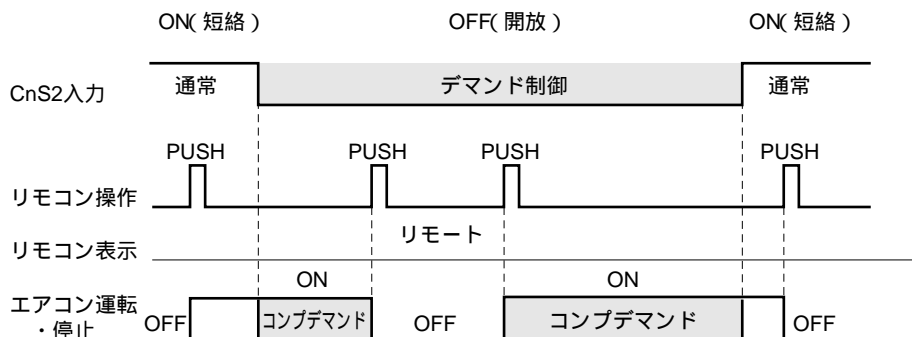 ON(短絡) OFF(開放) ON(短絡)
CnS2入力 通常 デマンド制御 通常
PUSH PUSH PUSH PUSH
リモコン操作
リモート
リモコン表示
ON ON
エアコン運転
・停止 OFF コンプデマンド OFF コンプデマンド OFF